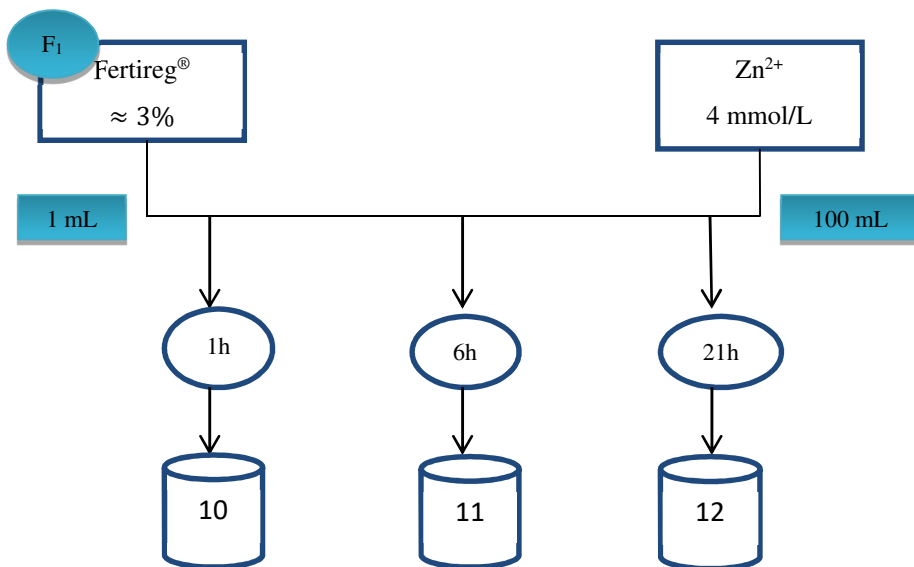 F₁
Fertireg®
≈ 3%
Zn²⁺
4 mmol/L
1 mL
100 mL
1h
6h
21h
10
11
12